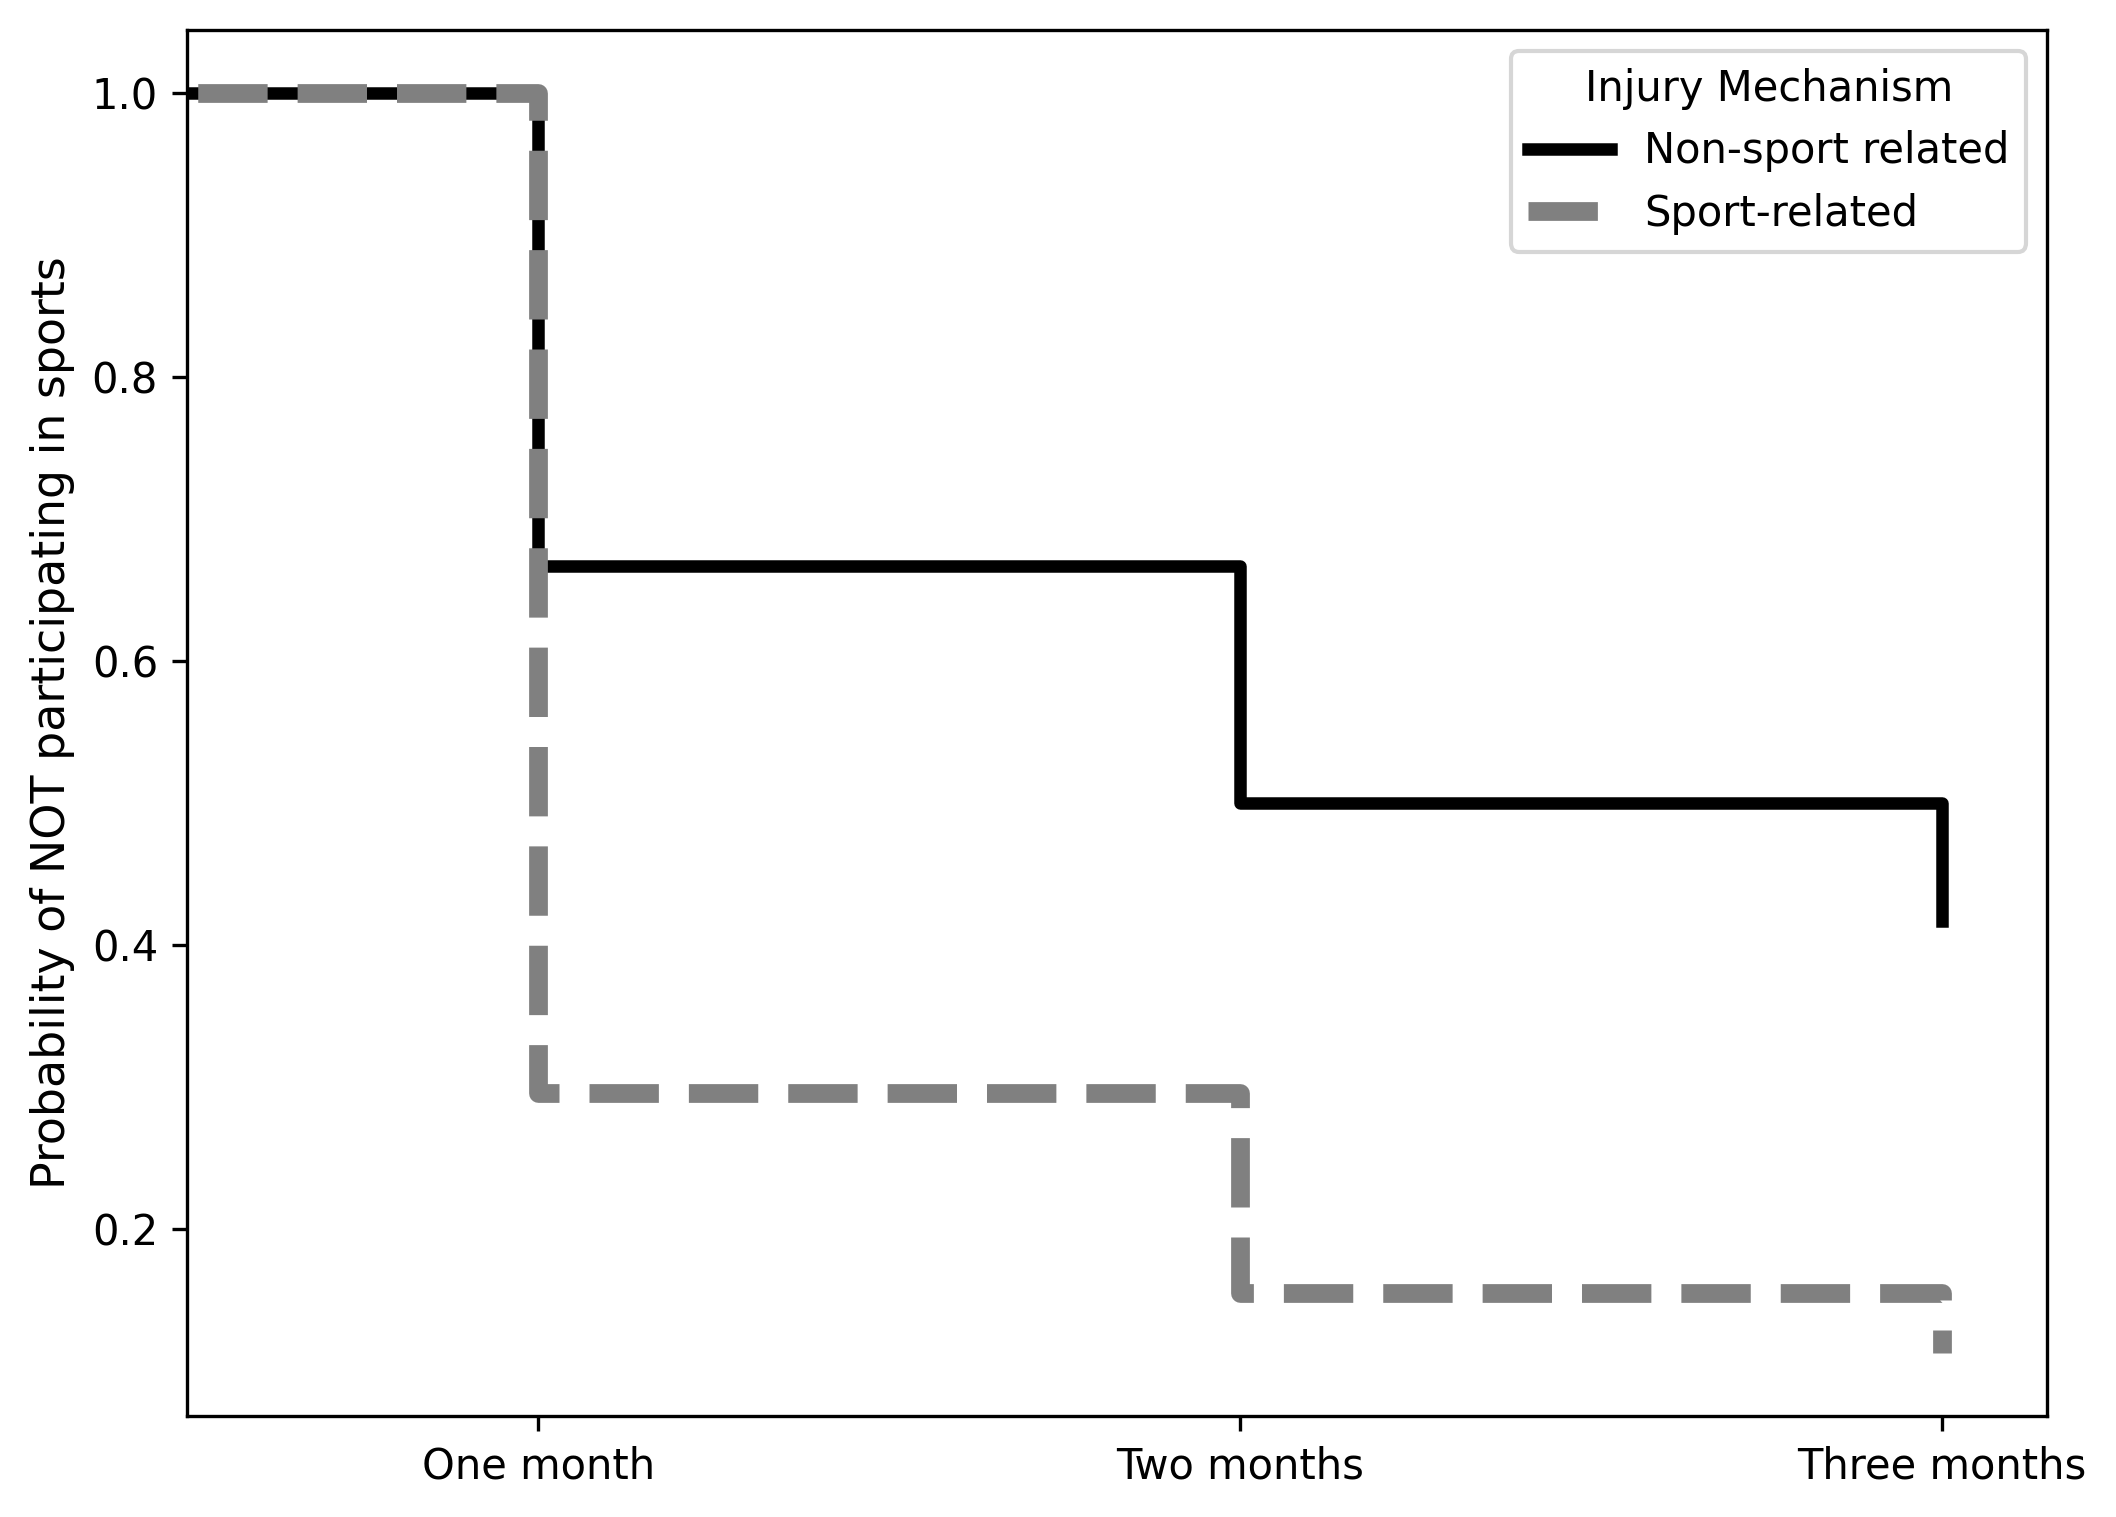 Probability of NOT participating in sports
1.0
0.8
0.6
0.4
0.2
Injury Mechanism
Non-sport related
Sport-related
One month
Two months
Three months